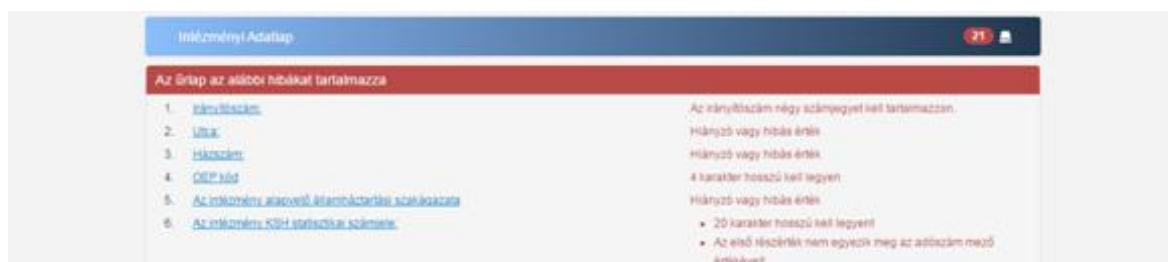 Intézményi Adatlap 21
Az űrlap az alábbi hibákat tartalmazza
1. Irányítószám: Az irányítószám négy számjegyet kell tartalmazzon.
2. Utca: Hiányzó vagy hibás érték
3. Házszám: Hiányzó vagy hibás érték
4. OEP kód 4 karakter hosszú kell legyen
5. Az intézmény alapvető államháztartási szakágazata Hiányzó vagy hibás érték
6. Az intézmény KSH statisztikai számjele: • 20 karakter hosszú kell legyen!
• Az első részérték nem egyezik meg az adószám mező